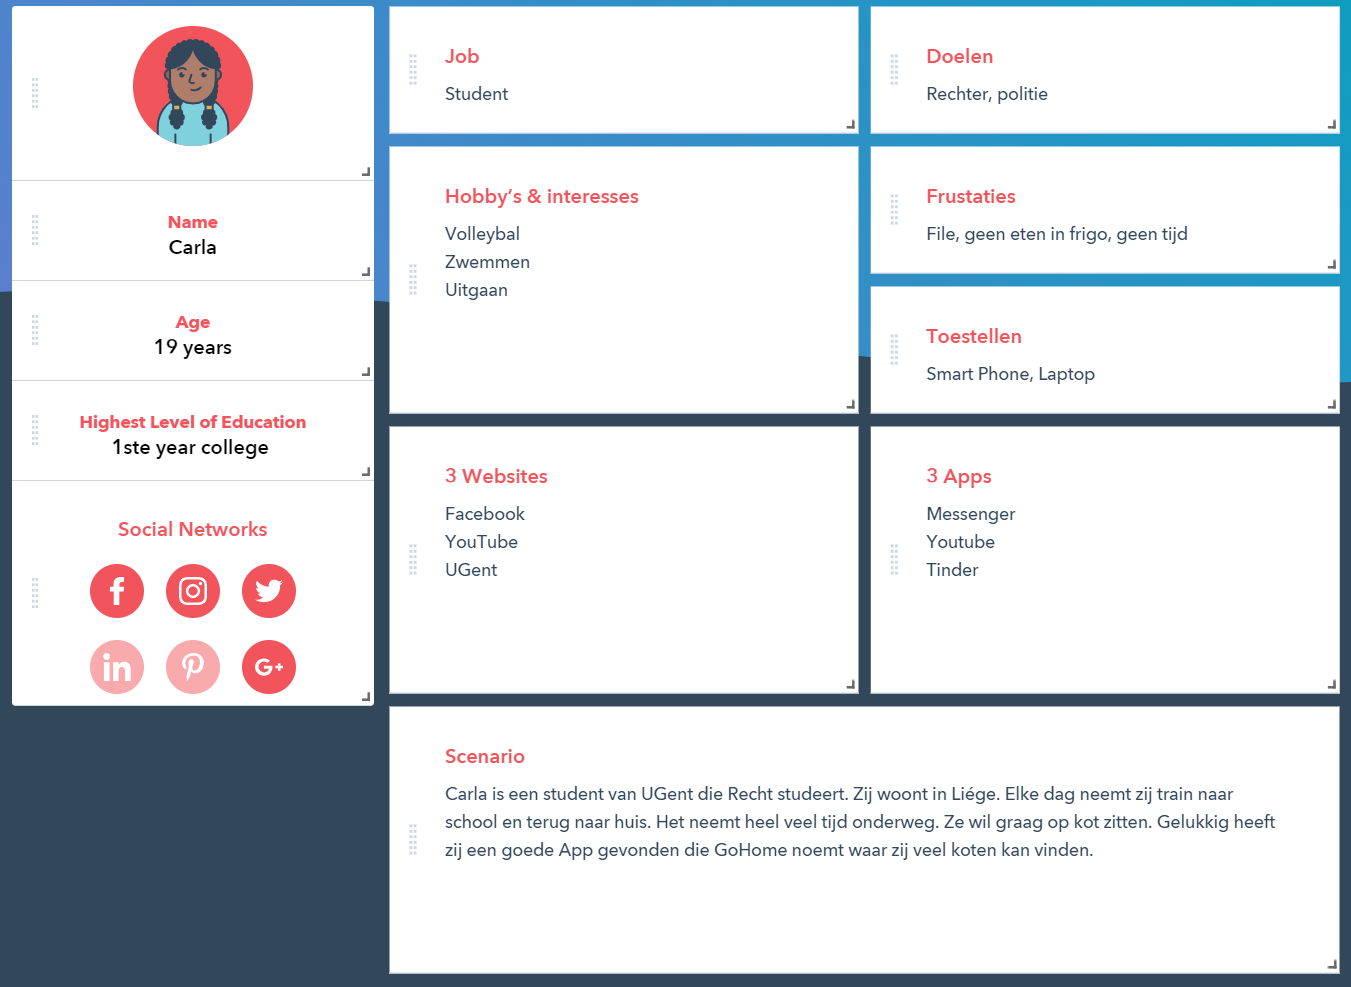 Name
Carla
Age
19 years
Highest Level of Education
1ste year college
Social Networks
f
in
G+
Job
Student
Doelen
Rechter, politie
Hobby's & interesses
Volleybal
Zwemmen
Uitgaan
Frustaties
File, geen eten in frigo, geen tijd
Toestellen
Smart Phone, Laptop
3 Websites
Facebook
YouTube
UGent
3 Apps
Messenger
Youtube
Tinder
Scenario
Carla is een student van UGent die Recht studeert. Zij woont in Liége. Elke dag neemt zij train naar
school en terug naar huis. Het neemt heel veel tijd onderweg. Ze wil graag op kot zitten. Gelukkig heeft
zij een goede App gevonden die GoHome noemt waar zij veel koten kan vinden.